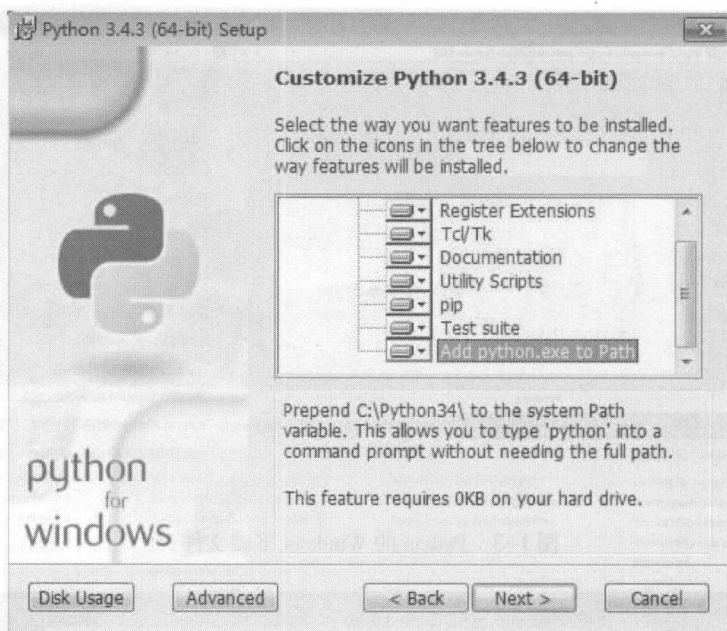 Python 3.4.3 (64-bit) Setup
Customize Python 3.4.3 (64-bit)
Select the way you want features to be installed.
Click on the icons in the tree below to change the
way features will be installed.
Register Extensions
Tcl/Tk
Documentation
Utility Scripts
pip
Test suite
Add python.exe to Path
Prepend C:\Python34\ to the system Path
variable. This allows you to type 'python' into a
command prompt without needing the full path.
This feature requires 0KB on your hard drive.
python
for
windows
Disk Usage
Advanced
< Back
Next >
Cancel